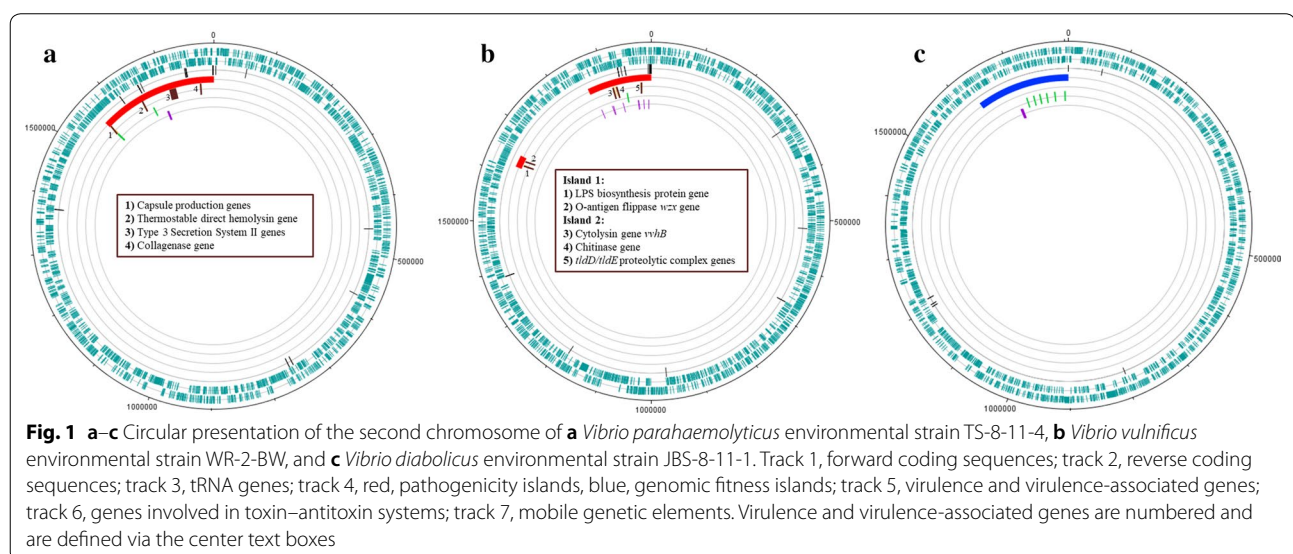 a
0
1
2
3
4
500000
1000000
1500000
1) Capsule production genes
2) Thermostable direct hemolysin gene
3) Type 3 Secretion System II genes
4) Collagenase gene
b
0
3
4
5
2
1
500000
1000000
1500000
Island 1:
1) LPS biosynthesis protein gene
2) O-antigen flippase wzx gene
Island 2:
3) Cytolysin gene vvhB
4) Chitinase gene
5) tldD/tldE proteolytic complex genes
c
0
500000
1000000
1500000
Fig. 1 a–c Circular presentation of the second chromosome of a Vibrio parahaemolyticus environmental strain TS-8-11-4, b Vibrio vulnificus
environmental strain WR-2-BW, and c Vibrio diabolicus environmental strain JBS-8-11-1. Track 1, forward coding sequences; track 2, reverse coding
sequences; track 3, tRNA genes; track 4, red, pathogenicity islands, blue, genomic fitness islands; track 5, virulence and virulence-associated genes;
track 6, genes involved in toxin–antitoxin systems; track 7, mobile genetic elements. Virulence and virulence-associated genes are numbered and
are defined via the center text boxes